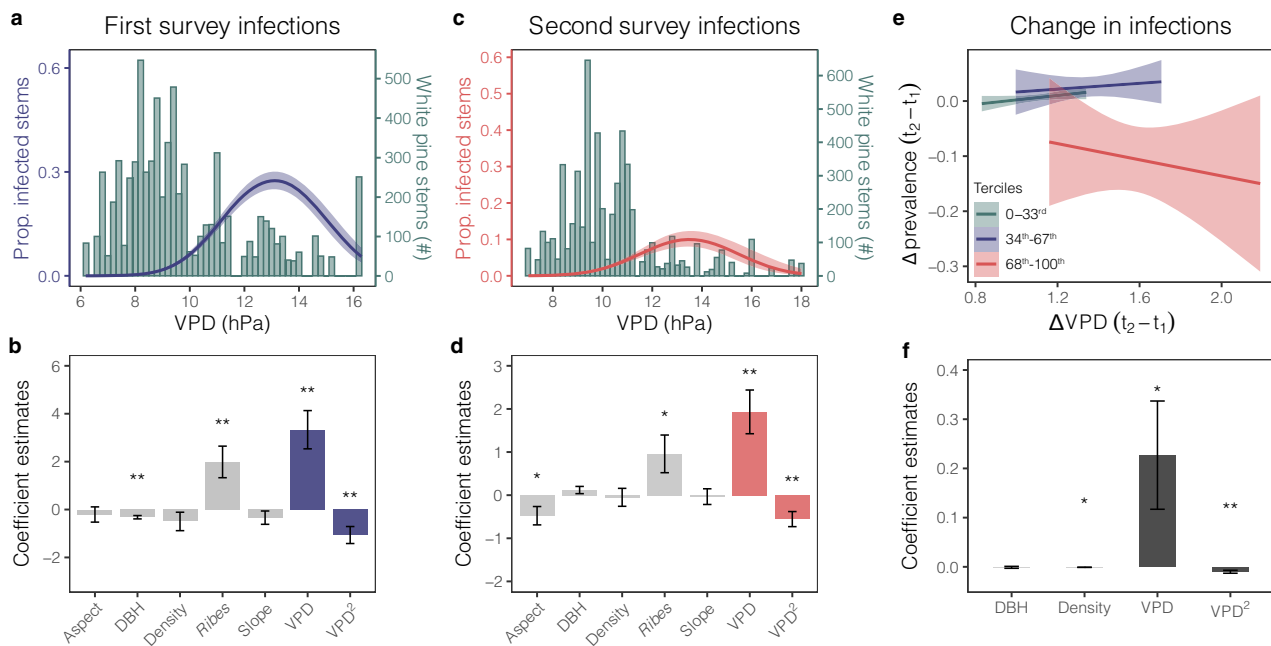 a
First survey infections
Prop. infected stems
0.6
0.3
0.0
500
400
300
200
100
0
White pine stems (#)
6
8
10
12
14
16
VPD (hPa)
c
Second survey infections
Prop. infected stems
0.6
0.5
0.4
0.3
0.2
0.1
0.0
600
500
400
300
200
100
0
White pine stems (#)
8
10
12
14
16
18
VPD (hPa)
e
Change in infections
Δprevalence (t₂−t₁)
0.0
−0.1
−0.2
−0.3
Terciles
0−33ʳᵈ
34ᵗʰ-67ᵗʰ
68ᵗʰ-100ᵗʰ
0.8
1.2
1.6
2.0
ΔVPD (t₂−t₁)
b
Coefficient estimates
6
4
2
0
−2
**
**
**
**
Aspect
DBH
Density
Ribes
Slope
VPD
VPD²
d
Coefficient estimates
3
2
1
0
−1
−2
*
*
**
**
Aspect
DBH
Density
Ribes
Slope
VPD
VPD²
f
Coefficient estimates
0.4
0.3
0.2
0.1
0.0
*
*
**
DBH
Density
VPD
VPD²